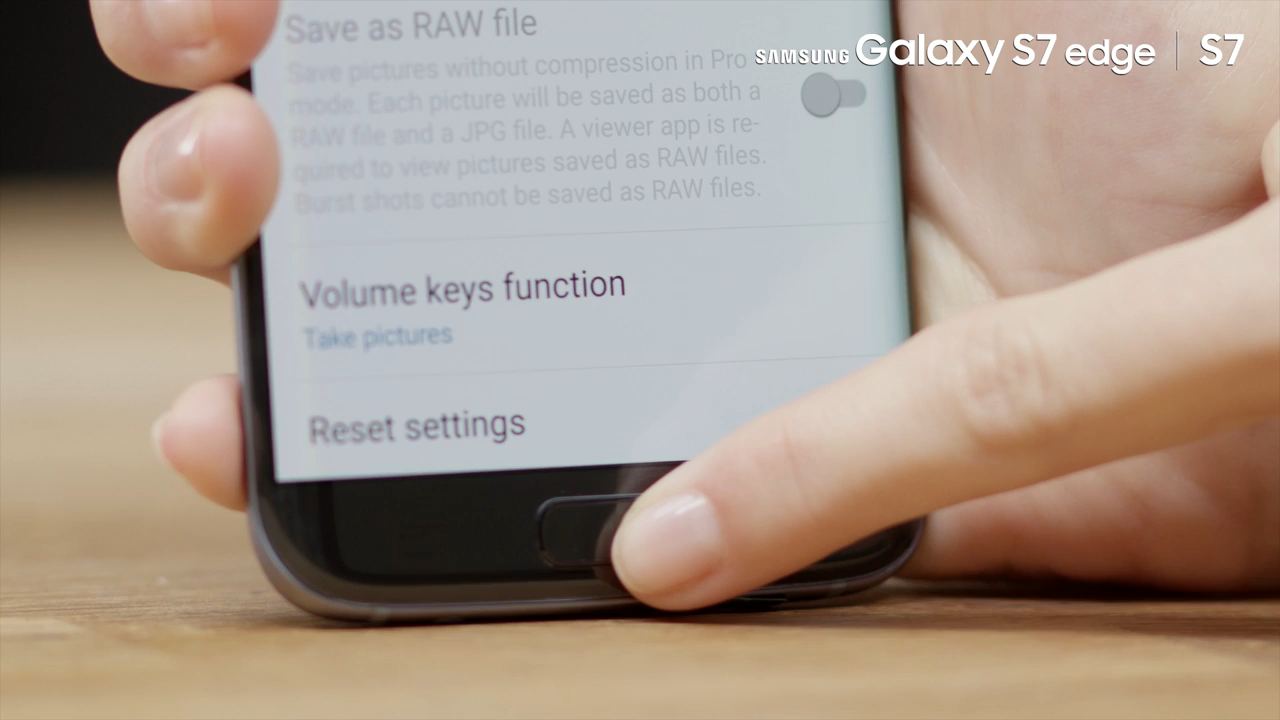 Save as RAW file
SAMSUNG Galaxy S7 edge | S7
Save pictures without compression in Pro
mode. Each picture will be saved as both a
RAW file and a JPG file. A viewer app is re-
quired to view pictures saved as RAW files.
Burst shots cannot be saved as RAW files.
Volume keys function
Take pictures
Reset settings